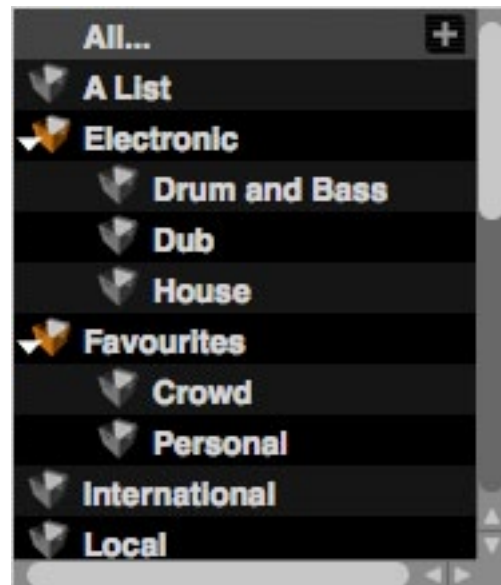 All...
A List
Electronic
Drum and Bass
Dub
House
Favourites
Crowd
Personal
International
Local